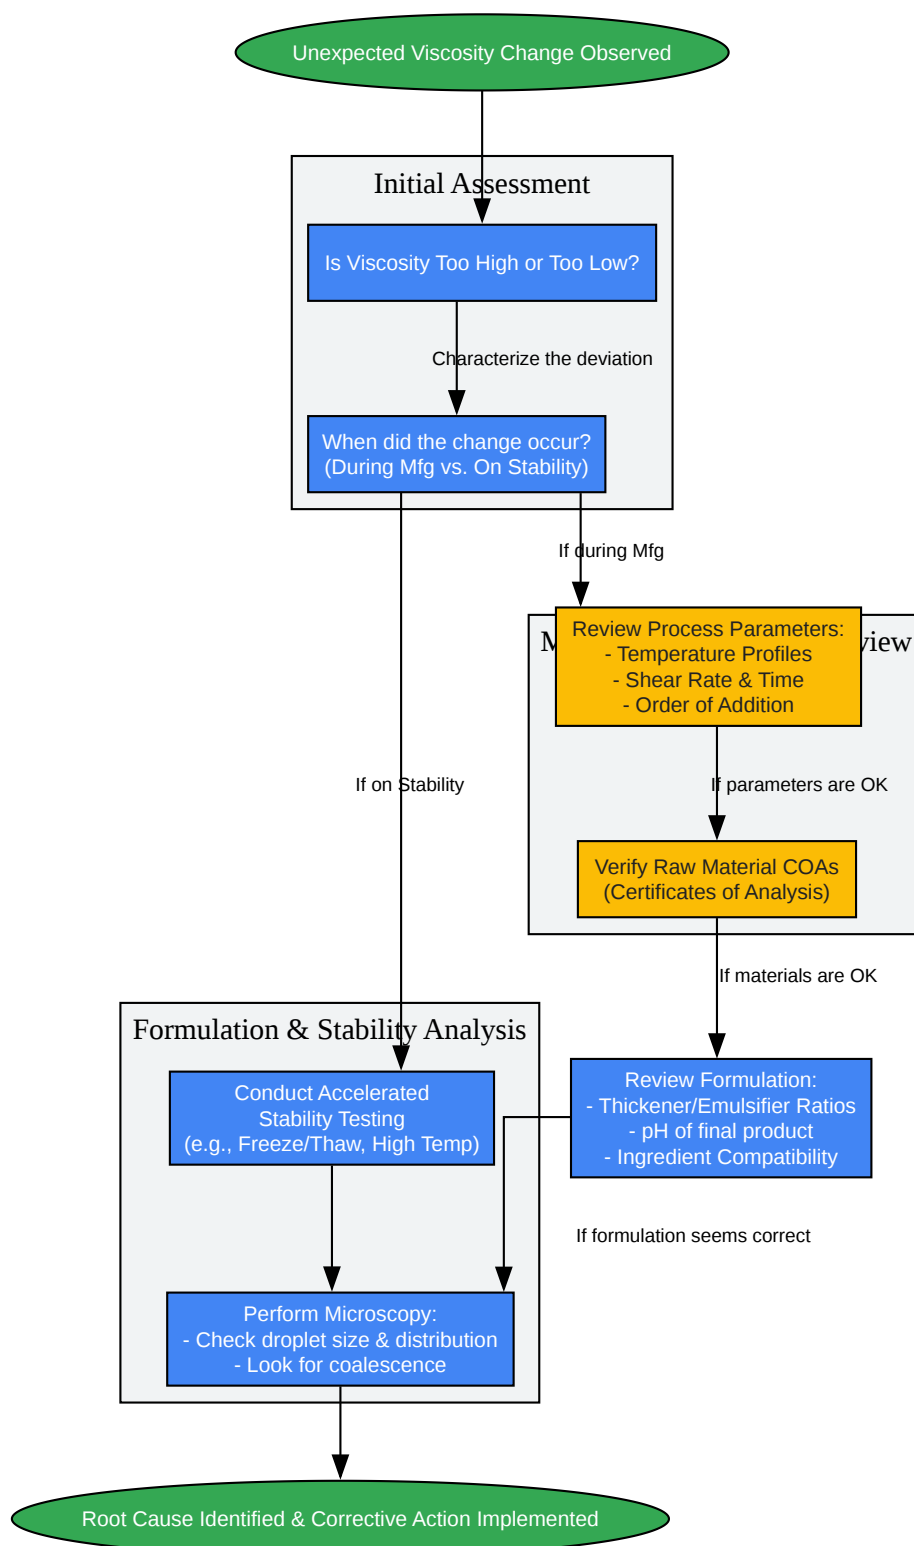 Unexpected Viscosity Change Observed
Initial Assessment
Is Viscosity Too High or Too Low?
Characterize the deviation
When did the change occur?
(During Mfg vs. On Stability)
If during Mfg
Review Process Parameters:
- Temperature Profiles
- Shear Rate & Time
- Order of Addition
If on Stability
If parameters are OK
Verify Raw Material COAs
(Certificates of Analysis)
If materials are OK
Formulation & Stability Analysis
Conduct Accelerated
Stability Testing
(e.g., Freeze/Thaw, High Temp)
Review Formulation:
- Thickener/Emulsifier Ratios
- pH of final product
- Ingredient Compatibility
If formulation seems correct
Perform Microscopy:
- Check droplet size & distribution
- Look for coalescence
Root Cause Identified & Corrective Action Implemented